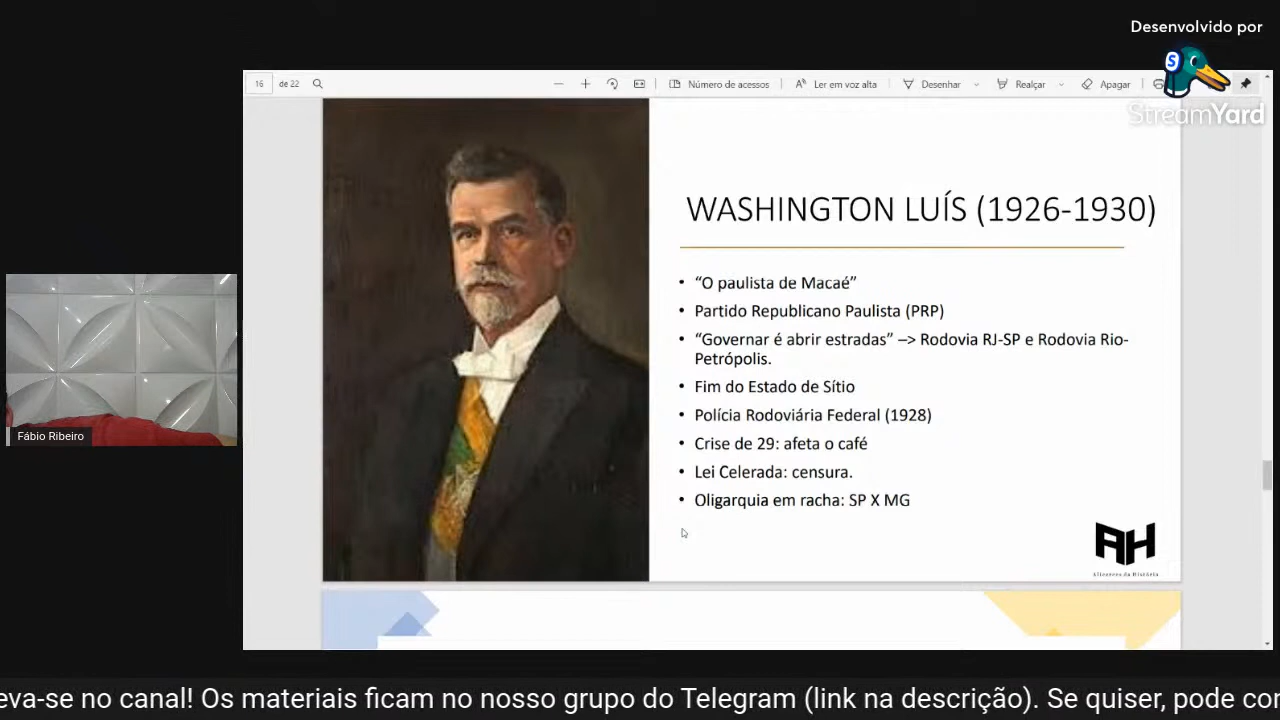 Desenvolvido por
StreamYard
16 de 22 Número de acessos Ler em voz alta Desenhar Realçar Apagar
WASHINGTON LUÍS (1926-1930)
• “O paulista de Macaé”
• Partido Republicano Paulista (PRP)
• “Governar é abrir estradas” –> Rodovia RJ-SP e Rodovia Rio-
Petrópolis.
• Fim do Estado de Sítio
• Polícia Rodoviária Federal (1928)
• Crise de 29: afeta o café
• Lei Celerada: censura.
• Oligarquia em racha: SP X MG
AH
Alicerces da História
Fábio Ribeiro
eva-se no canal! Os materiais ficam no nosso grupo do Telegram (link na descrição). Se quiser, pode co